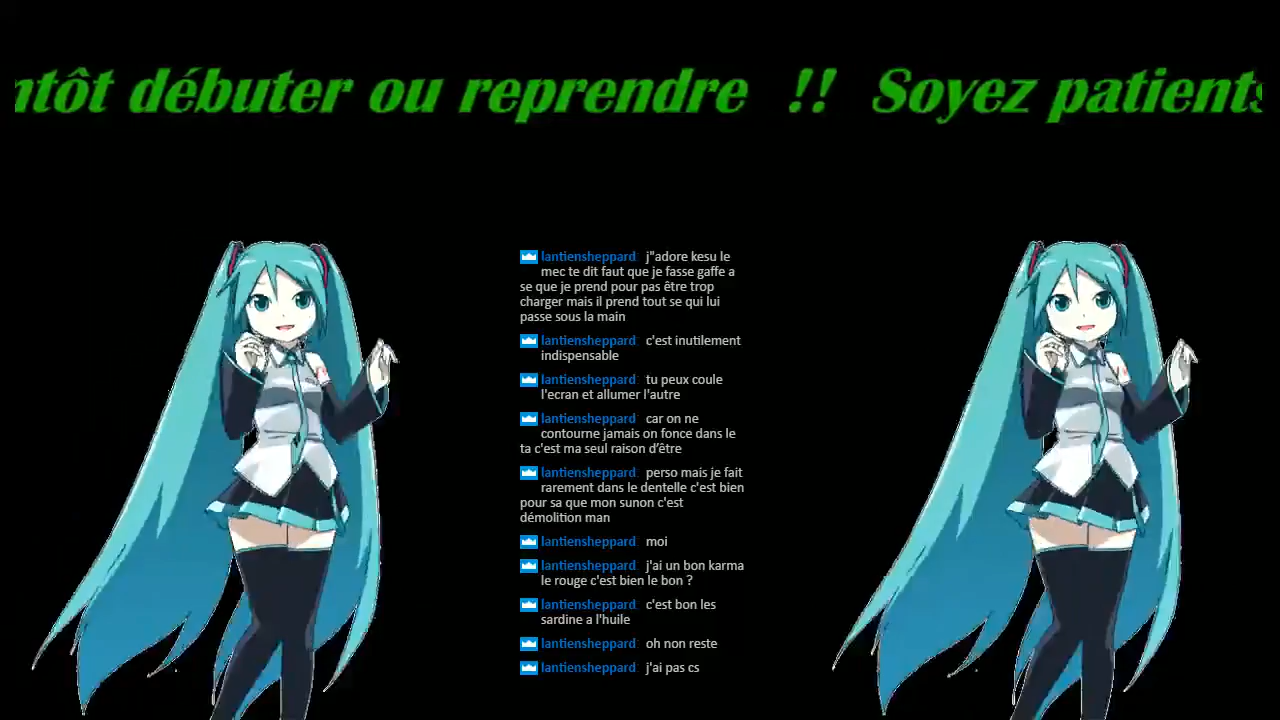 ntôt débuter ou reprendre !! Soyez patients
lantiensheppard: j"adore kesu le
mec te dit faut que je fasse gaffe a
se que je prend pour pas être trop
charger mais il prend tout se qui lui
passe sous la main
lantiensheppard: c'est inutilement
indispensable
lantiensheppard: tu peux coule
l'ecran et allumer l'autre
lantiensheppard: car on ne
contourne jamais on fonce dans le
ta c'est ma seul raison d'être
lantiensheppard: perso mais je fait
rarement dans le dentelle c'est bien
pour sa que mon sunon c'est
démolition man
lantiensheppard: moi
lantiensheppard: j'ai un bon karma
le rouge c'est bien le bon ?
lantiensheppard: c'est bon les
sardine a l'huile
lantiensheppard: oh non reste
lantiensheppard: j'ai pas cs